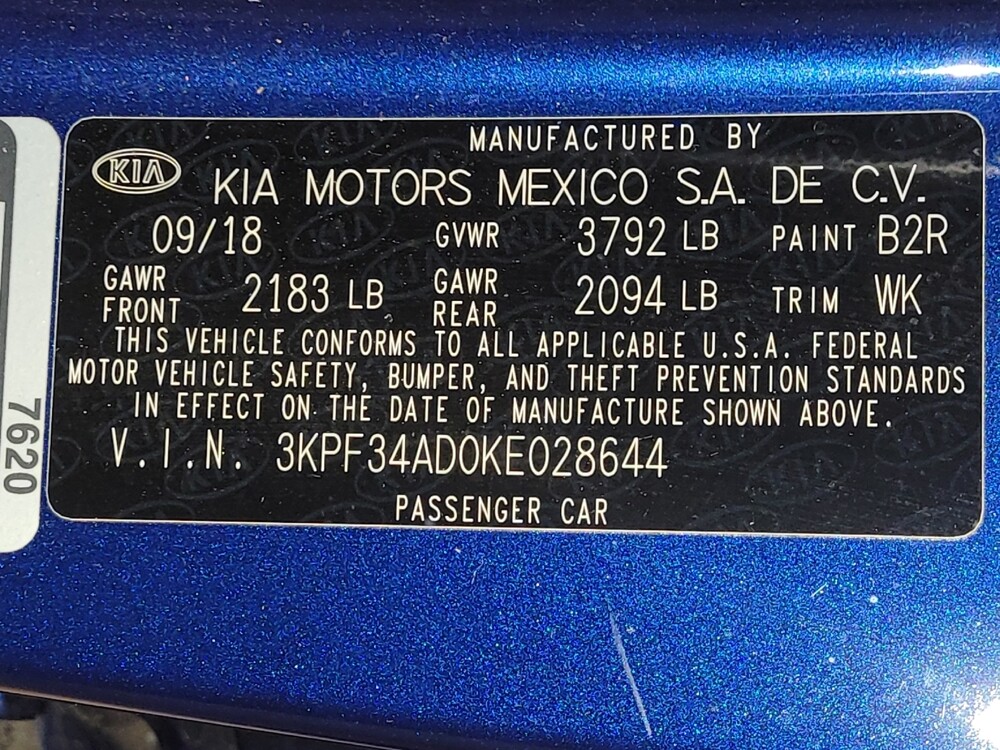 MANUFACTURED BY
KIA
KIA MOTORS MEXICO S.A. DE C.V.
09/18 GVWR 3792 LB PAINT B2R
GAWR FRONT 2183 LB GAWR REAR 2094 LB TRIM WK
THIS VEHICLE CONFORMS TO ALL APPLICABLE U.S.A. FEDERAL
MOTOR VEHICLE SAFETY, BUMPER, AND THEFT PREVENTION STANDARDS
IN EFFECT ON THE DATE OF MANUFACTURE SHOWN ABOVE.
V.I.N. 3KPF34AD0KE028644
PASSENGER CAR
7620